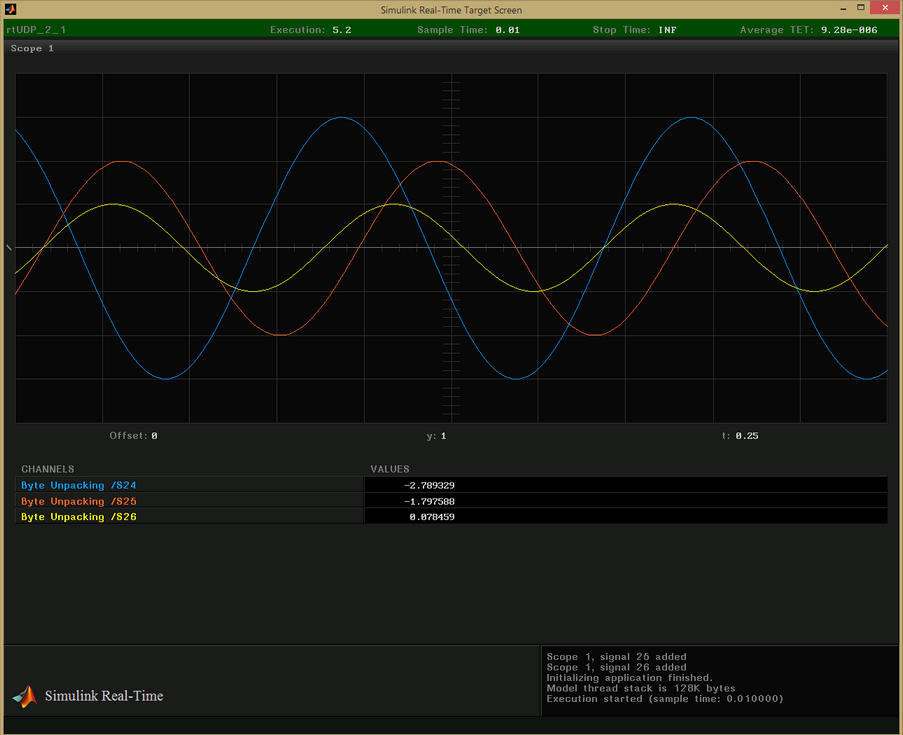 Simulink Real-Time Target Screen
rtUDP_2_1 Execution: 5.2 Sample Time: 0.01 Stop Time: INF Average TET: 9.28e-006
Scope 1
Offset: 0 y: 1 t: 0.25
CHANNELS VALUES
Byte Unpacking /S24 -2.789329
Byte Unpacking /S25 -1.797588
Byte Unpacking /S26 0.078459
Scope 1, signal 25 added
Scope 1, signal 26 added
Initializing application finished.
Model thread stack is 128K bytes
Execution started (sample time: 0.010000)
Simulink Real-Time